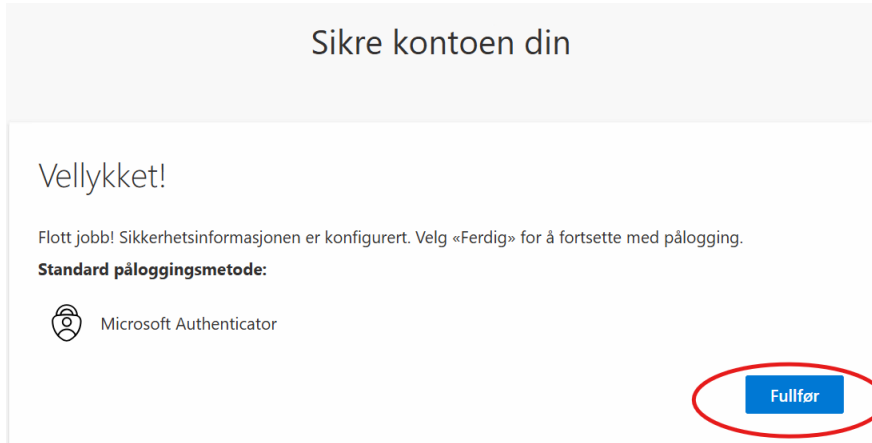 Sikre kontoen din
Vellykket!
Flott jobb! Sikkerhetsinformasjonen er konfigurert. Velg «Ferdig» for å fortsette med pålogging.
Standard påloggingsmetode:
Microsoft Authenticator
Fullfør